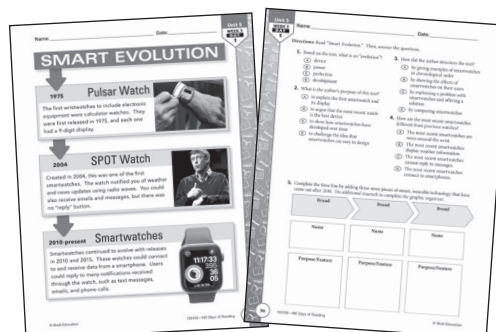 Unit 5
WEEK 3
DAY
1
Name: Date:
SMART EVOLUTION
1975
Pulsar Watch
The first wristwatches to include electronic
equipment were calculator watches. They
were first released in 1975, and each one
had a 9-digit display.
2004
SPOT Watch
Created in 2004, this was one of the first
smartwatches. The watch notified you of weather
and news updates using radio waves. You could
also receive emails and messages, but there was
no "reply" button.
2010–present
Smartwatches
Smartwatches continued to evolve with releases
in 2010 and 2015. These watches could connect
to and receive data from a smartphone. Users
could reply to many notifications received
through the watch, such as text messages,
emails, and phone calls.
© Shell Education
180 Days of Reading
Unit 5
WEEK 3
DAY
1
Name: Date:
Directions: Read "Smart Evolution." Then, answer the questions.
1. Based on the text, what is an "evolution"?
A device
B power
C perfection
D development
2. What is the author's purpose of this text?
A to explain the first smartwatch and
its display
B to argue that the most recent watch
is the best device
C to show how smartwatches have
developed over time
D to challenge the idea that
smartwatches are easy to design
3. How did the author structure the text?
A by giving examples of smartwatches
in chronological order
B by showing the effects of
smartwatches on their users
C by explaining a problem with
smartwatches and offering a
solution
D by comparing smartwatches
4. How are the most recent smartwatches
different from previous watches?
A The most recent smartwatches are
worn around the wrist.
B The most recent smartwatches
display weather information.
C The most recent smartwatches
cannot reply to messages.
D The most recent smartwatches
connect to smartphones.
5. Complete the time line by adding three more pieces of smart, wearable technology that have
come out after 2010. Do additional research to complete the graphic organizer.
Brand Brand Brand
Name Name Name
Purpose/Feature Purpose/Feature Purpose/Feature
180 Days of Reading
© Shell Education